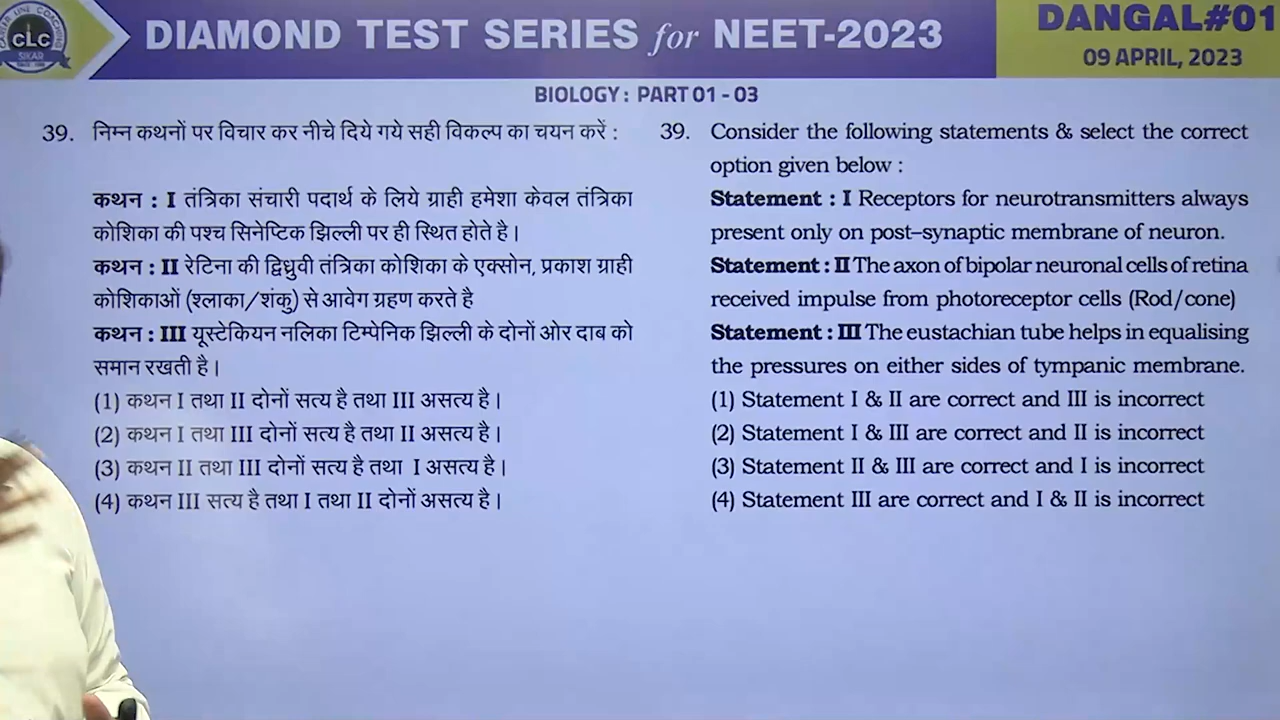 CLC
SIKAR
DIAMOND TEST SERIES for NEET-2023
DANGAL#01
09 APRIL, 2023
BIOLOGY : PART 01 - 03
39. निम्न कथनों पर विचार कर नीचे दिये गये सही विकल्प का चयन करें :
कथन : I तंत्रिका संचारी पदार्थ के लिये ग्राही हमेशा केवल तंत्रिका
कोशिका की पश्च सिनेप्टिक झिल्ली पर ही स्थित होते है।
कथन : II रेटिना की द्विध्रुवी तंत्रिका कोशिका के एक्सोन, प्रकाश ग्राही
कोशिकाओं (श्लाका/शंकु) से आवेग ग्रहण करते है
कथन : III यूस्टेकियन नलिका टिम्पेनिक झिल्ली के दोनों ओर दाब को
समान रखती है।
(1) कथन I तथा II दोनों सत्य है तथा III असत्य है।
(2) कथन I तथा III दोनों सत्य है तथा II असत्य है।
(3) कथन II तथा III दोनों सत्य है तथा I असत्य है।
(4) कथन III सत्य है तथा I तथा II दोनों असत्य है।
39. Consider the following statements & select the correct
option given below :
Statement : I Receptors for neurotransmitters always
present only on post–synaptic membrane of neuron.
Statement : II The axon of bipolar neuronal cells of retina
received impulse from photoreceptor cells (Rod/cone)
Statement : III The eustachian tube helps in equalising
the pressures on either sides of tympanic membrane.
(1) Statement I & II are correct and III is incorrect
(2) Statement I & III are correct and II is incorrect
(3) Statement II & III are correct and I is incorrect
(4) Statement III are correct and I & II is incorrect